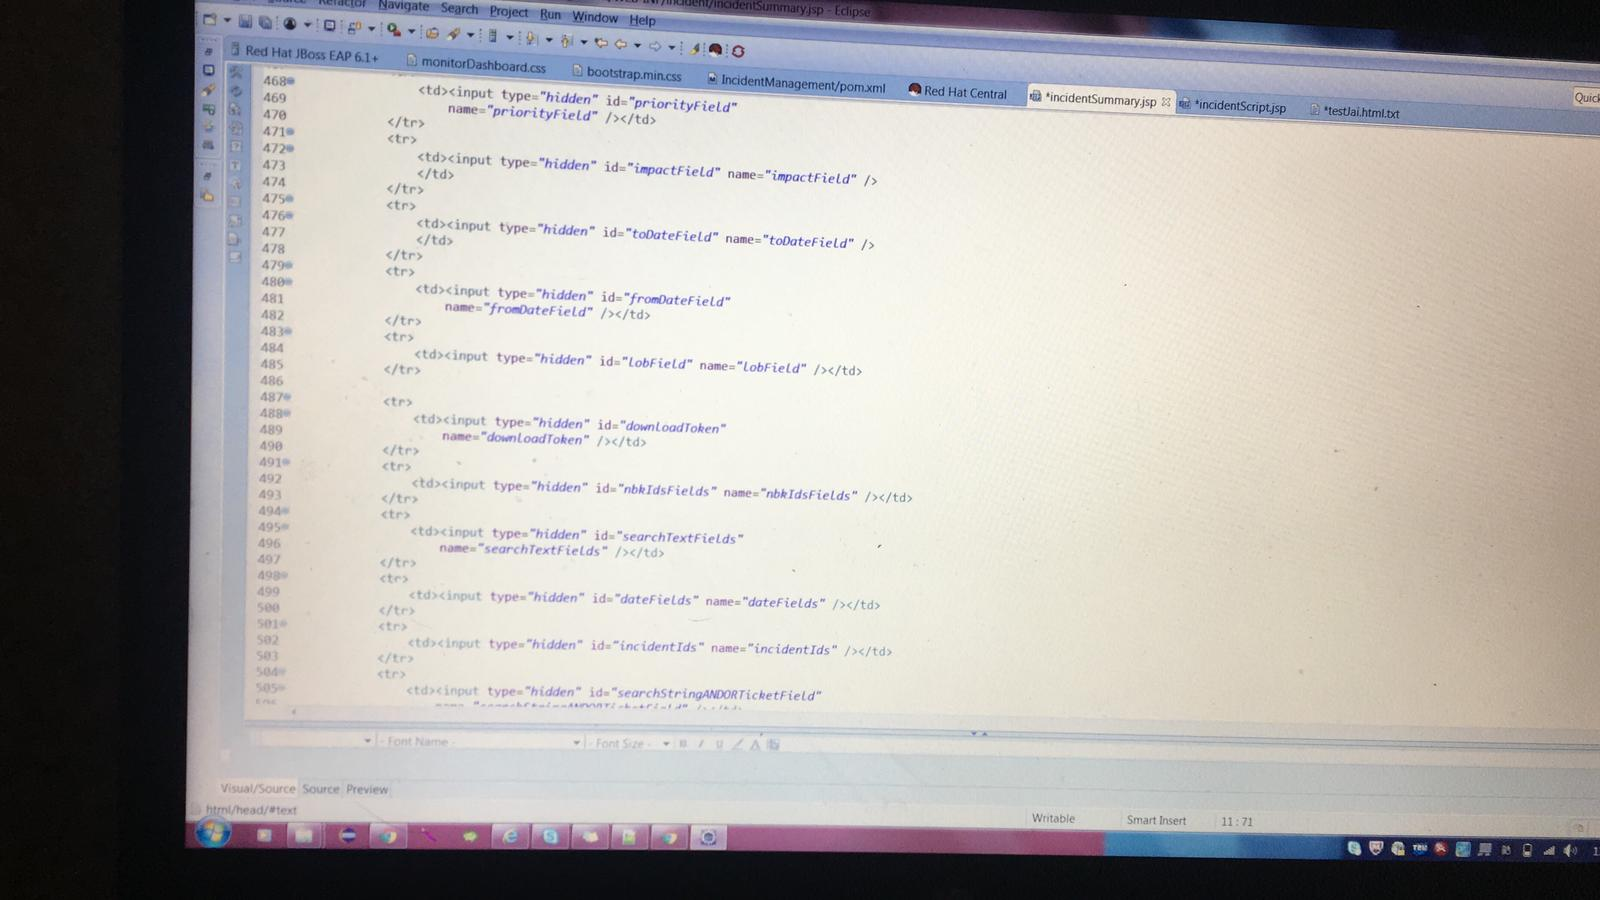 Refactor Navigate Search Project Run Window Help
incident/incidentSummary.jsp - Eclipse
Quick
Red Hat JBoss EAP 6.1+ monitorDashboard.css bootstrap.min.css IncidentManagement/pom.xml Red Hat Central *incidentSummary.jsp *incidentScript.jsp *testJai.html.txt
468 <td><input type="hidden" id="priorityField"
469 name="priorityField" /></td>
470 </tr>
471 <tr>
472 <td><input type="hidden" id="impactField" name="impactField" />
473 </td>
474 </tr>
475 <tr>
476 <td><input type="hidden" id="toDateField" name="toDateField" />
477 </td>
478 </tr>
479 <tr>
480 <td><input type="hidden" id="fromDateField"
481 name="fromDateField" /></td>
482 </tr>
483 <tr>
484 <td><input type="hidden" id="lobField" name="lobField" /></td>
485 </tr>
486
487 <tr>
488 <td><input type="hidden" id="downloadToken"
489 name="downloadToken" /></td>
490 </tr>
491 <tr>
492 <td><input type="hidden" id="nbkIdsFields" name="nbkIdsFields" /></td>
493 </tr>
494 <tr>
495 <td><input type="hidden" id="searchTextFields"
496 name="searchTextFields" /></td>
497 </tr>
498 <tr>
499 <td><input type="hidden" id="dateFields" name="dateFields" /></td>
500 </tr>
501 <tr>
502 <td><input type="hidden" id="incidentIds" name="incidentIds" /></td>
503 </tr>
504 <tr>
505 <td><input type="hidden" id="searchStringANDORTicketField"
- Font Name - - Font Size - B I U A
Visual/Source Source Preview
html/head/#text
Writable Smart Insert 11 : 71